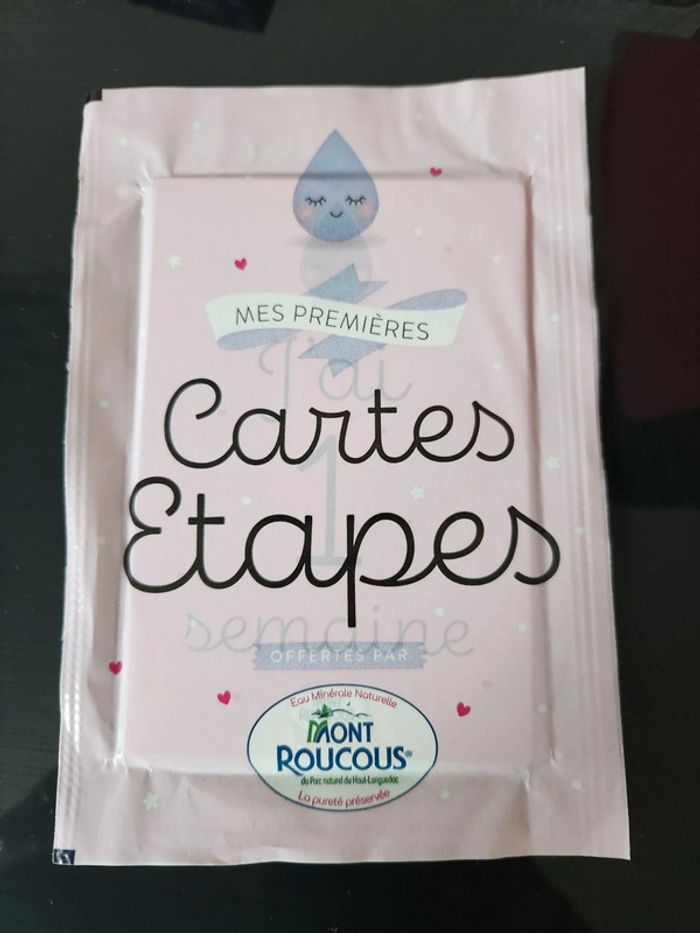 MES PREMIÈRES
J'ai
Cartes
1
Etapes
semaine
OFFERTES PAR
Eau Minérale Naturelle
MONT
ROUCOUS®
du Parc naturel du Haut-Languedoc
La pureté préservée